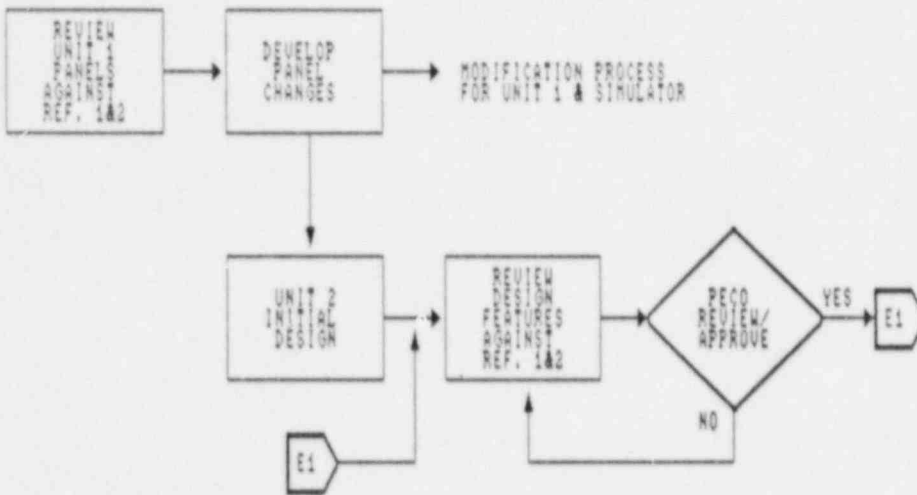 REVIEW
UNIT 1
PANELS
AGAINST
REF. 1&2
DEVELOP
PANEL
CHANGES
MODIFICATION PROCESS
FOR UNIT 1 & SIMULATOR
UNIT 2
INITIAL
DESIGN
REVIEW
DESIGN
FEATURES
AGAINST
REF. 1&2
PECO
REVIEW/
APPROVE
YES
E1
NO
E1